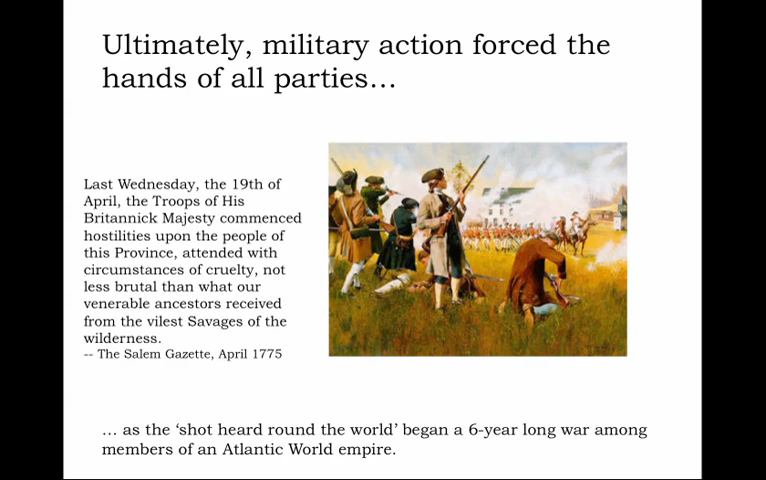 Ultimately, military action forced the
hands of all parties…
Last Wednesday, the 19th of
April, the Troops of His
Britannick Majesty commenced
hostilities upon the people of
this Province, attended with
circumstances of cruelty, not
less brutal than what our
venerable ancestors received
from the vilest Savages of the
wilderness.
-- The Salem Gazette, April 1775
… as the ‘shot heard round the world’ began a 6-year long war among
members of an Atlantic World empire.